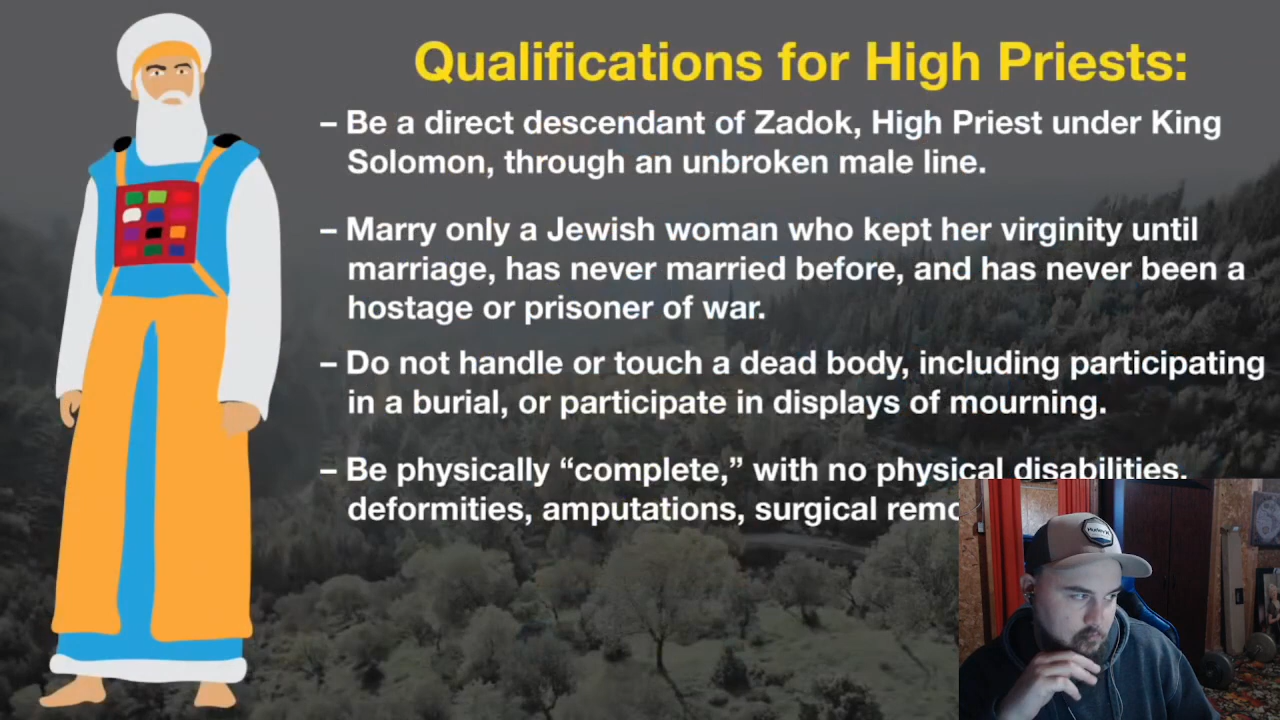 Qualifications for High Priests:
– Be a direct descendant of Zadok, High Priest under King
Solomon, through an unbroken male line.
– Marry only a Jewish woman who kept her virginity until
marriage, has never married before, and has never been a
hostage or prisoner of war.
– Do not handle or touch a dead body, including participating
in a burial, or participate in displays of mourning.
– Be physically “complete,” with no physical disabilities,
deformities, amputations, surgical